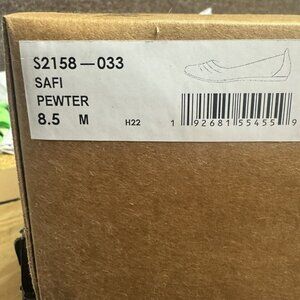 S2158—033
SAFI
PEWTER
8.5 M H22 1 92681 55455 9